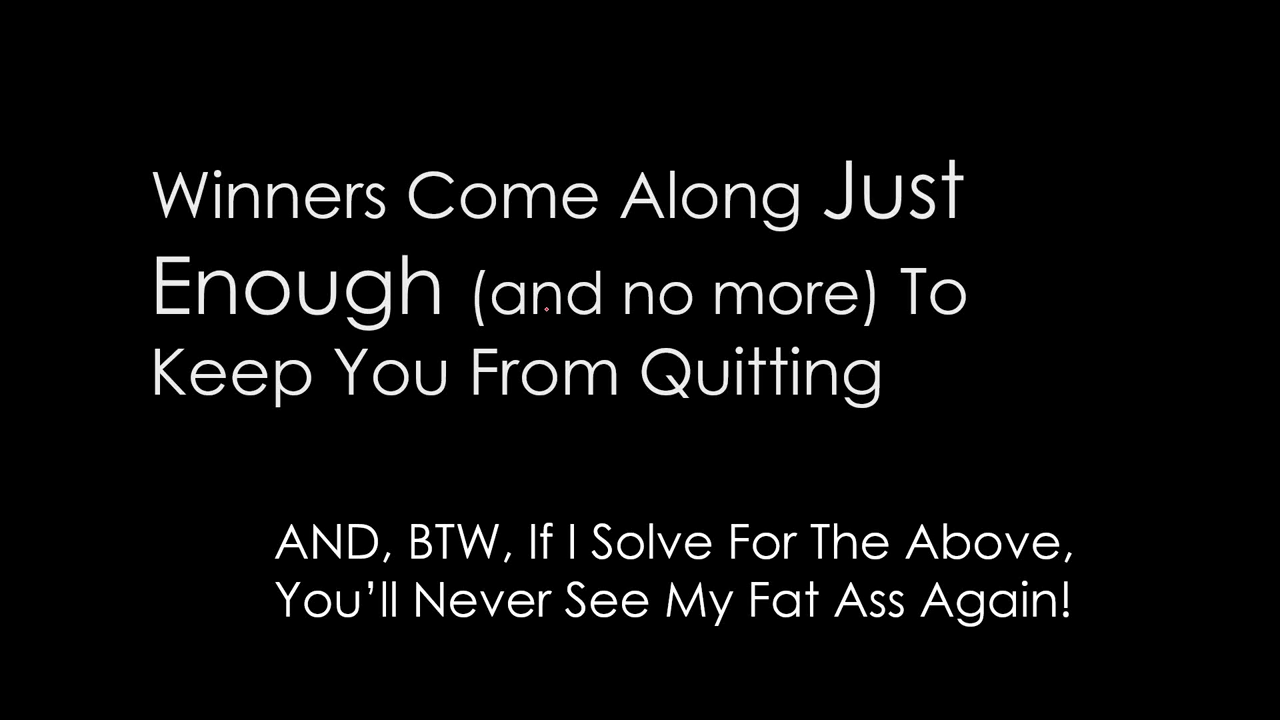 Winners Come Along Just
Enough (and no more) To
Keep You From Quitting
AND, BTW, If I Solve For The Above,
You’ll Never See My Fat Ass Again!